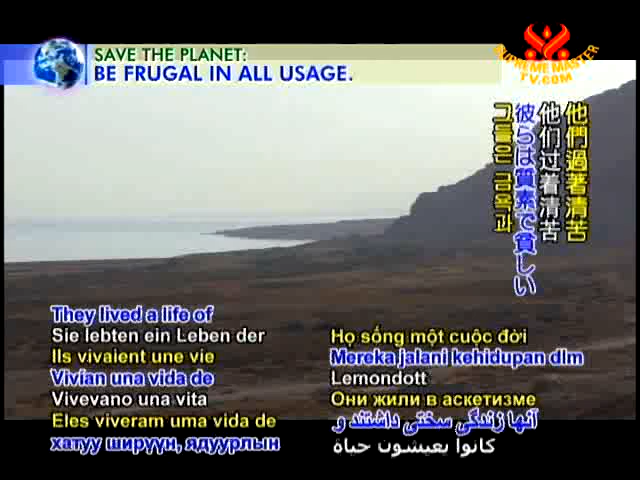 SAVE THE PLANET:
BE FRUGAL IN ALL USAGE.
SUPREME MASTER
TV.COM
他們過著清苦
他们过着清苦
彼らは質素で貧しい
그들은 금욕과
They lived a life of
Sie lebten ein Leben der
Ils vivaient une vie
Vivían una vida de
Vivevano una vita
Eles viveram uma vida de
хатуу ширүүн, ядуурлын
Họ sống một cuộc đời
Mereka jalani kehidupan dlm
Lemondott
Они жили в аскетизме
آنها زندگی سختی داشتند و
كانوا يعيشون حياة